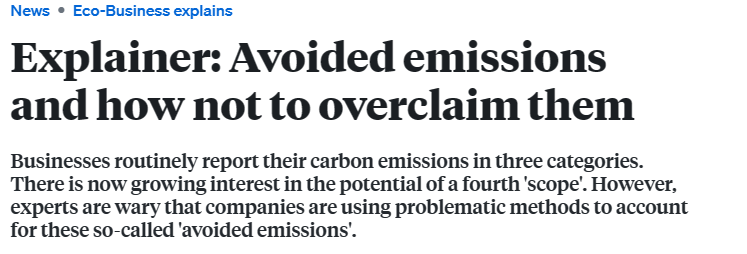 News • Eco-Business explains
Explainer: Avoided emissions
and how not to overclaim them
Businesses routinely report their carbon emissions in three categories.
There is now growing interest in the potential of a fourth 'scope'. However,
experts are wary that companies are using problematic methods to account
for these so-called 'avoided emissions'.